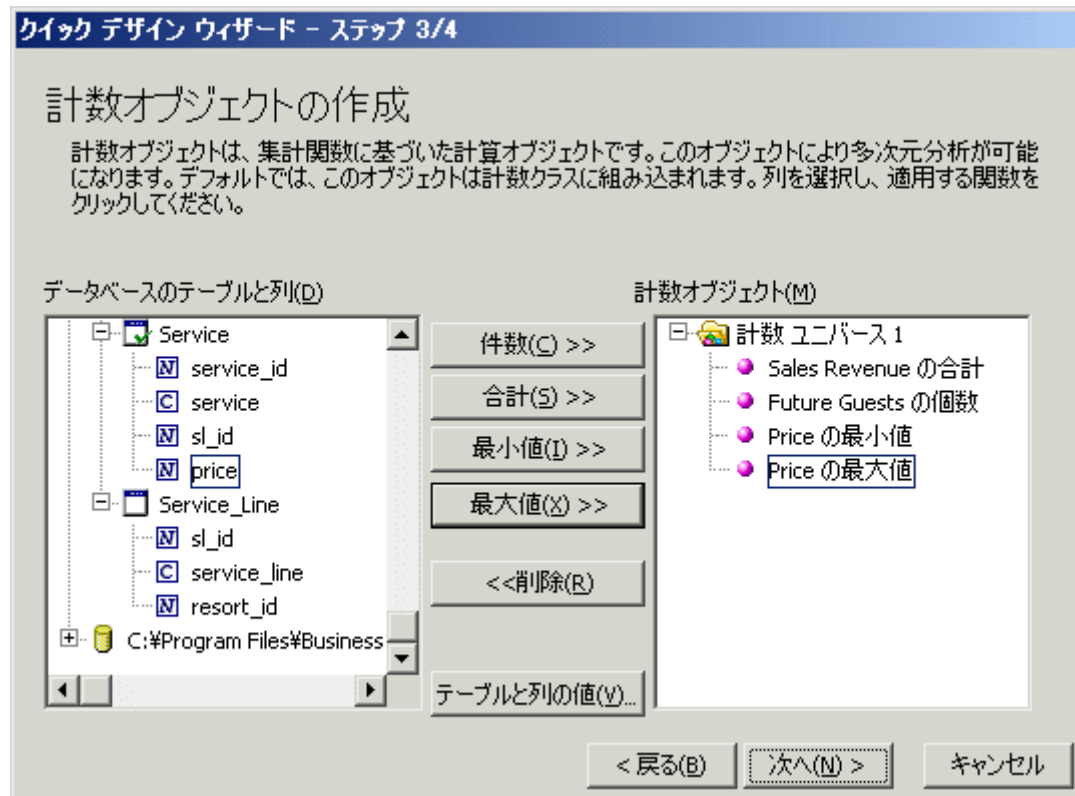 クイック デザイン ウィザード - ステップ 3/4
計数オブジェクトの作成
計数オブジェクトは、集計関数に基づいた計算オブジェクトです。このオブジェクトにより多次元分析が可能
になります。デフォルトでは、このオブジェクトは計数クラスに組み込まれます。列を選択し、適用する関数を
クリックしてください。
データベースのテーブルと列(D)
Service
service_id
service
sl_id
price
Service_Line
sl_id
service_line
resort_id
C:¥Program Files¥Business
件数(C) >>
合計(S) >>
最小値(I) >>
最大値(X) >>
<<削除(R)
テーブルと列の値(V)...
計数オブジェクト(M)
計数 ユニバース 1
Sales Revenue の合計
Future Guests の個数
Price の最小値
Price の最大値
< 戻る(B)
次へ(N) >
キャンセル